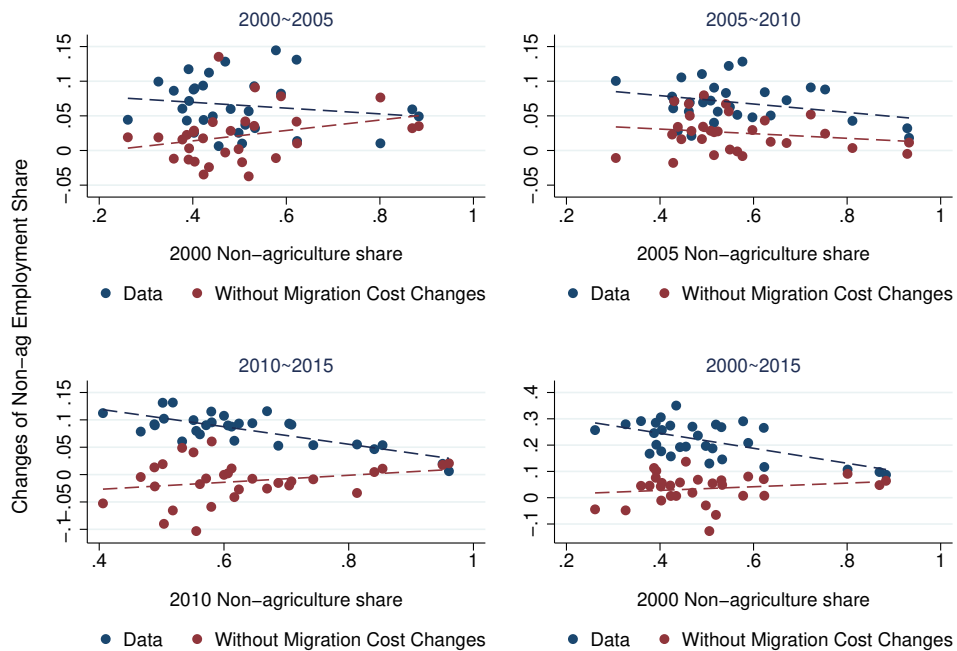 Changes of Non−ag Employment Share
2000~2005
.15
.1
.05
0
−.05
.2 .4 .6 .8 1
2000 Non−agriculture share
Data Without Migration Cost Changes
2005~2010
.15
.1
.05
0
−.05
.2 .4 .6 .8 1
2005 Non−agriculture share
Data Without Migration Cost Changes
2010~2015
.15
.1
.05
0
−.05
−.1
.4 .6 .8 1
2010 Non−agriculture share
Data Without Migration Cost Changes
2000~2015
.4
.3
.2
.1
0
−.1
.2 .4 .6 .8 1
2000 Non−agriculture share
Data Without Migration Cost Changes